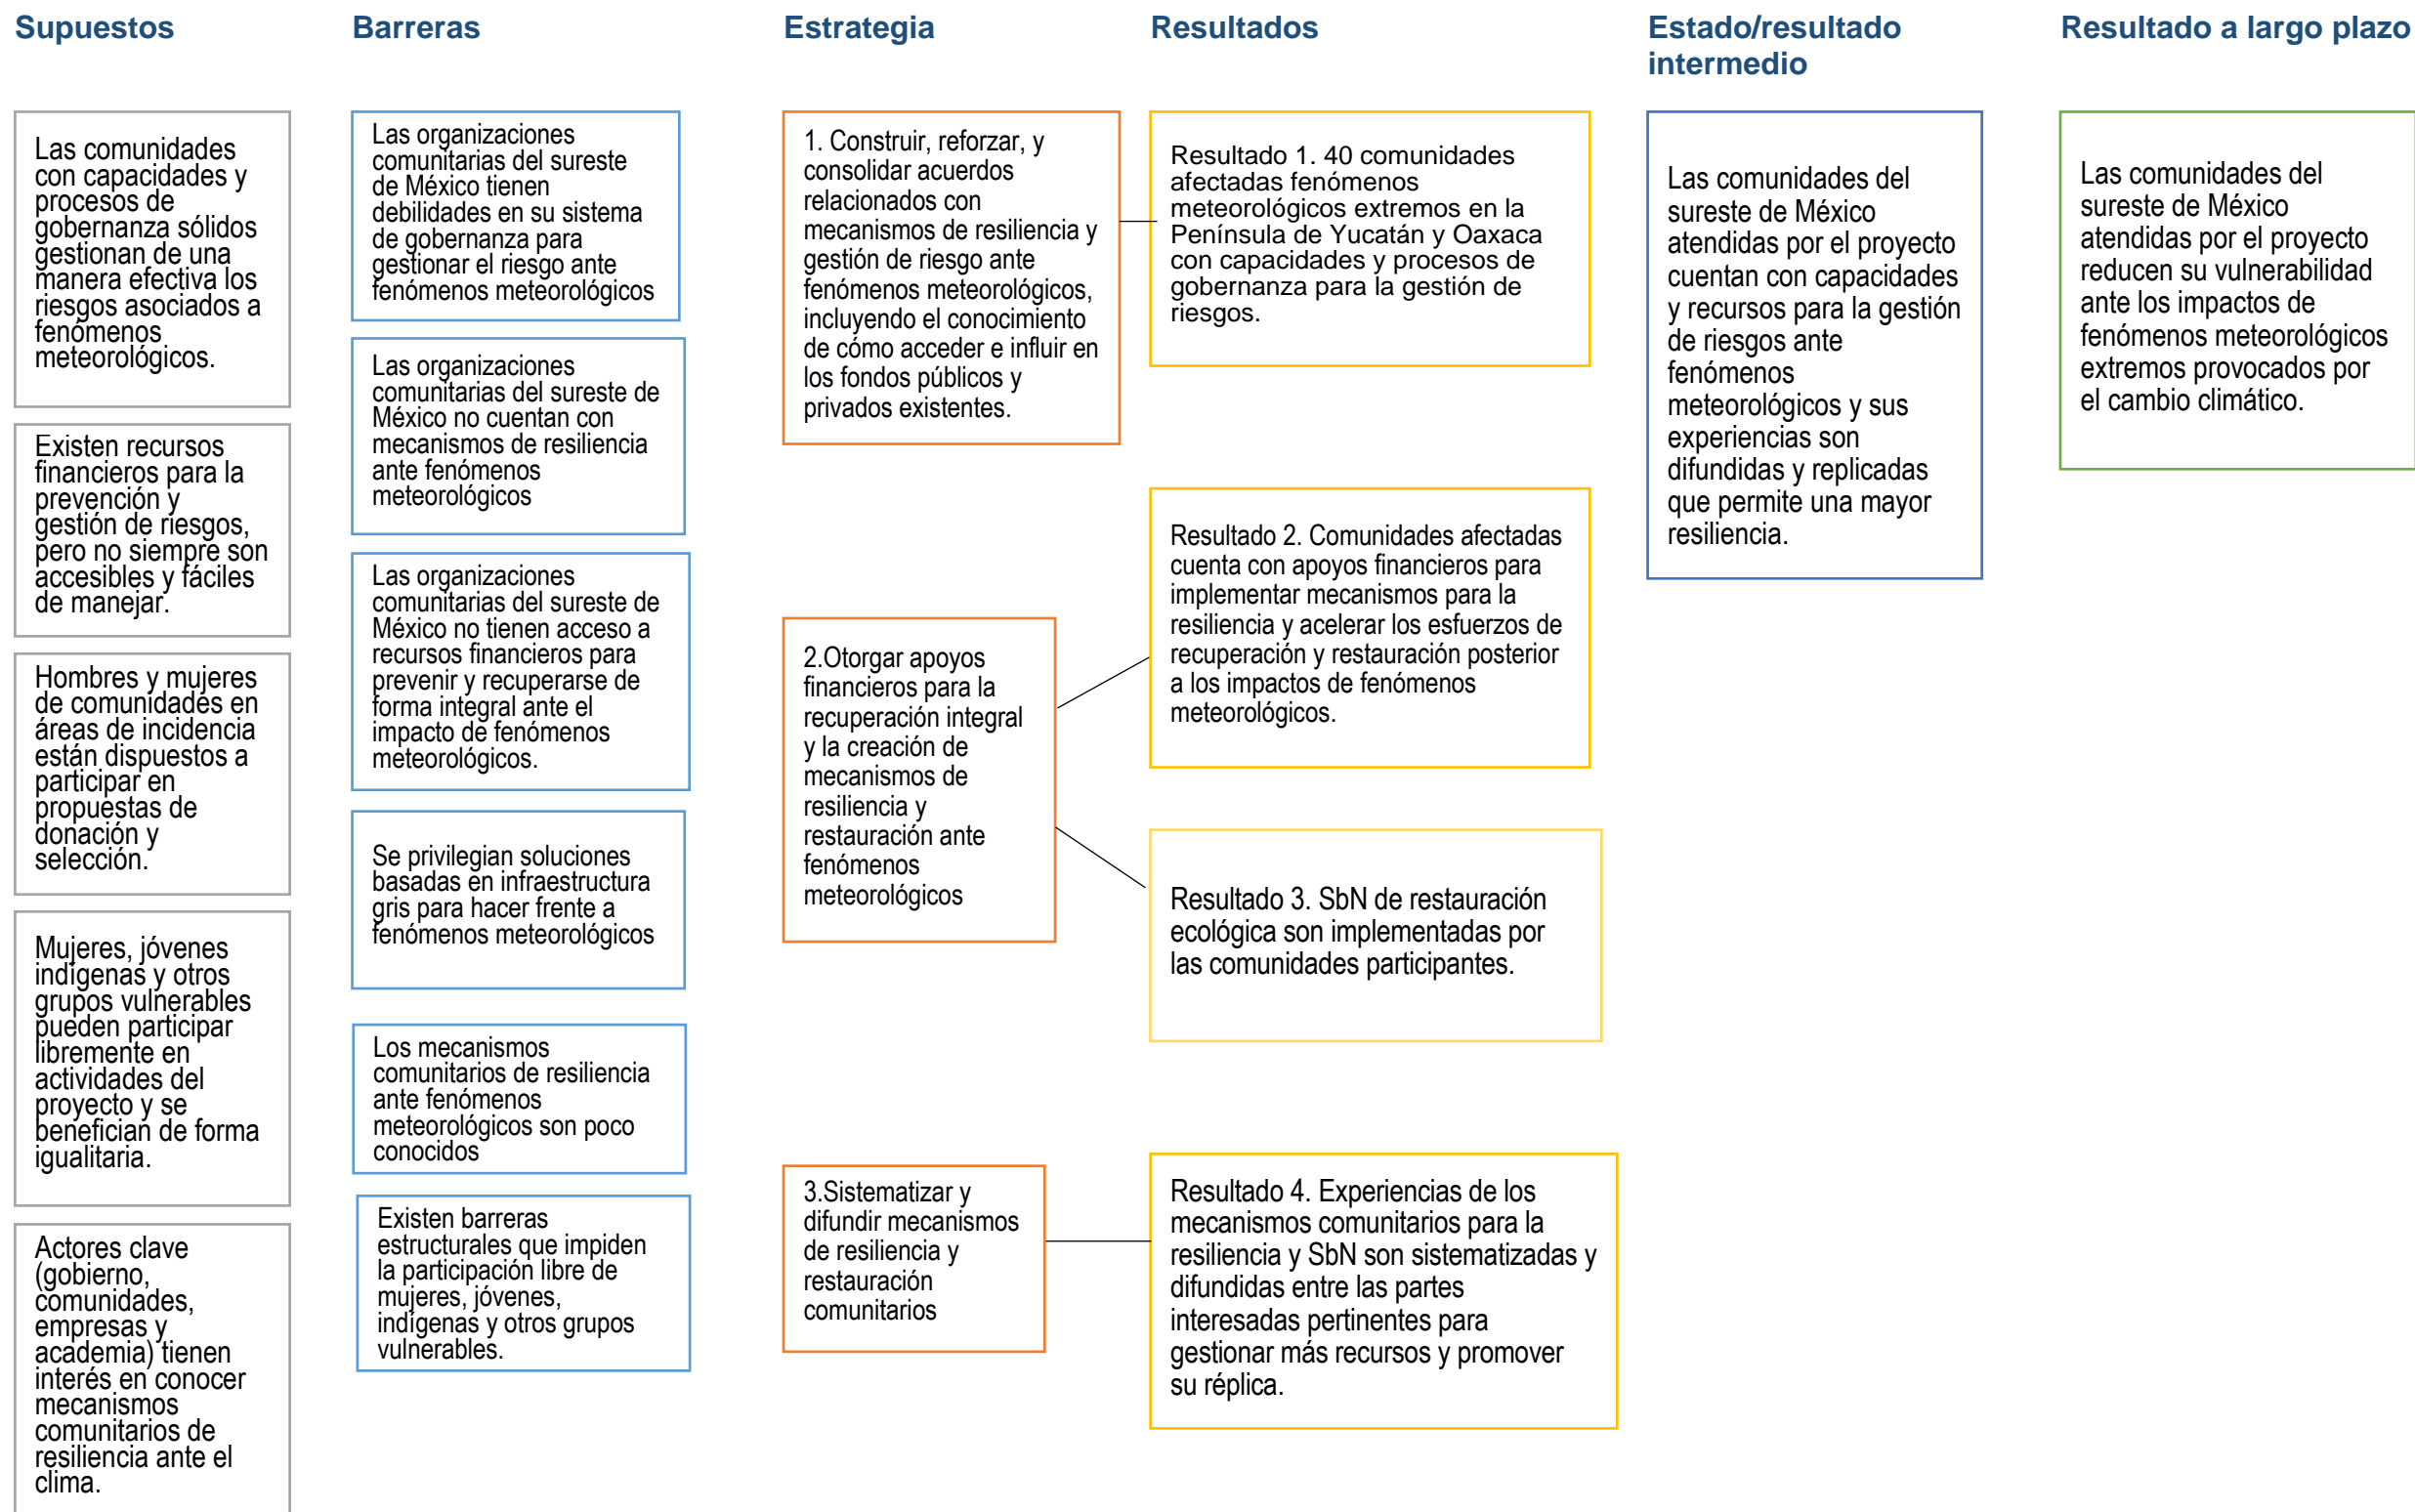 Supuestos
Las comunidades
con capacidades y
procesos de
gobernanza sólidos
gestionan de una
manera efectiva los
riesgos asociados a
fenómenos
meteorológicos.
Existen recursos
financieros para la
prevención y
gestión de riesgos,
pero no siempre son
accesibles y fáciles
de manejar.
Hombres y mujeres
de comunidades en
áreas de incidencia
están dispuestos a
participar en
propuestas de
donación y
selección.
Mujeres, jóvenes
indígenas y otros
grupos vulnerables
pueden participar
libremente en
actividades del
proyecto y se
benefician de forma
igualitaria.
Actores clave
(gobierno,
comunidades,
empresas y
academia) tienen
interés en conocer
mecanismos
comunitarios de
resiliencia ante el
clima.
Barreras
Las organizaciones
comunitarias del sureste
de México tienen
debilidades en su sistema
de gobernanza para
gestionar el riesgo ante
fenómenos meteorológicos
Las organizaciones
comunitarias del sureste de
México no cuentan con
mecanismos de resiliencia
ante fenómenos
meteorológicos
Las organizaciones
comunitarias del sureste de
México no tienen acceso a
recursos financieros para
prevenir y recuperarse de
forma integral ante el
impacto de fenómenos
meteorológicos.
Se privilegian soluciones
basadas en infraestructura
gris para hacer frente a
fenómenos meteorológicos
Los mecanismos
comunitarios de resiliencia
ante fenómenos
meteorológicos son poco
conocidos
Existen barreras
estructurales que impiden
la participación libre de
mujeres, jóvenes,
indígenas y otros grupos
vulnerables.
Estrategia
1. Construir, reforzar, y
consolidar acuerdos
relacionados con
mecanismos de resiliencia y
gestión de riesgo ante
fenómenos meteorológicos,
incluyendo el conocimiento
de cómo acceder e influir en
los fondos públicos y
privados existentes.
2.Otorgar apoyos
financieros para la
recuperación integral
y la creación de
mecanismos de
resiliencia y
restauración ante
fenómenos
meteorológicos
3.Sistematizar y
difundir mecanismos
de resiliencia y
restauración
comunitarios
Resultados
Resultado 1. 40 comunidades
afectadas fenómenos
meteorológicos extremos en la
Península de Yucatán y Oaxaca
con capacidades y procesos de
gobernanza para la gestión de
riesgos.
Resultado 2. Comunidades afectadas
cuenta con apoyos financieros para
implementar mecanismos para la
resiliencia y acelerar los esfuerzos de
recuperación y restauración posterior
a los impactos de fenómenos
meteorológicos.
Resultado 3. SbN de restauración
ecológica son implementadas por
las comunidades participantes.
Resultado 4. Experiencias de los
mecanismos comunitarios para la
resiliencia y SbN son sistematizadas y
difundidas entre las partes
interesadas pertinentes para
gestionar más recursos y promover
su réplica.
Estado/resultado
intermedio
Las comunidades del
sureste de México
atendidas por el proyecto
cuentan con capacidades
y recursos para la gestión
de riesgos ante
fenómenos
meteorológicos y sus
experiencias son
difundidas y replicadas
que permite una mayor
resiliencia.
Resultado a largo plazo
Las comunidades del
sureste de México
atendidas por el proyecto
reducen su vulnerabilidad
ante los impactos de
fenómenos meteorológicos
extremos provocados por
el cambio climático.